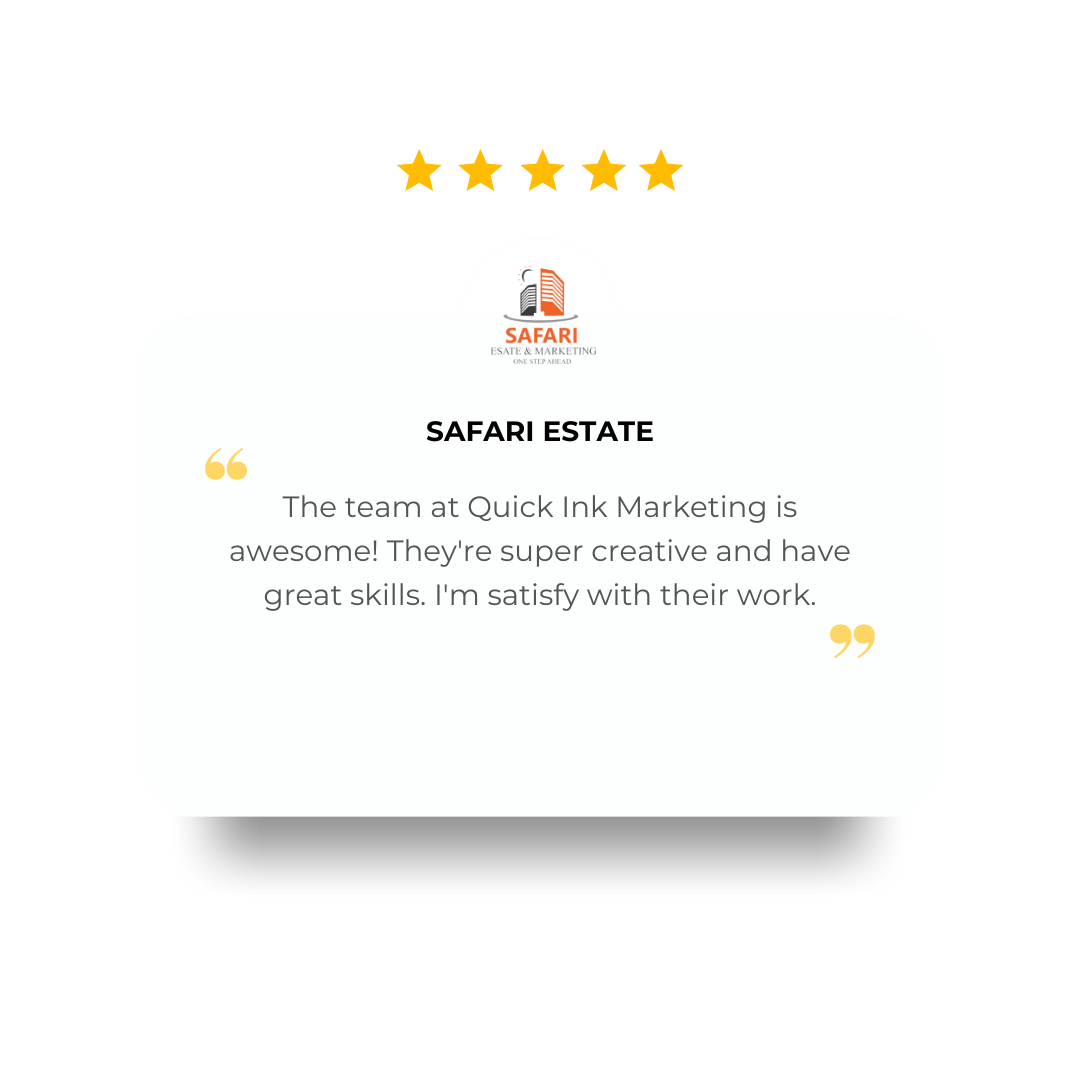 SAFARI
ESATE & MARKETING
ONE STEP AHEAD
SAFARI ESTATE
“
The team at Quick Ink Marketing is
awesome! They're super creative and have
great skills. I'm satisfy with their work.
”